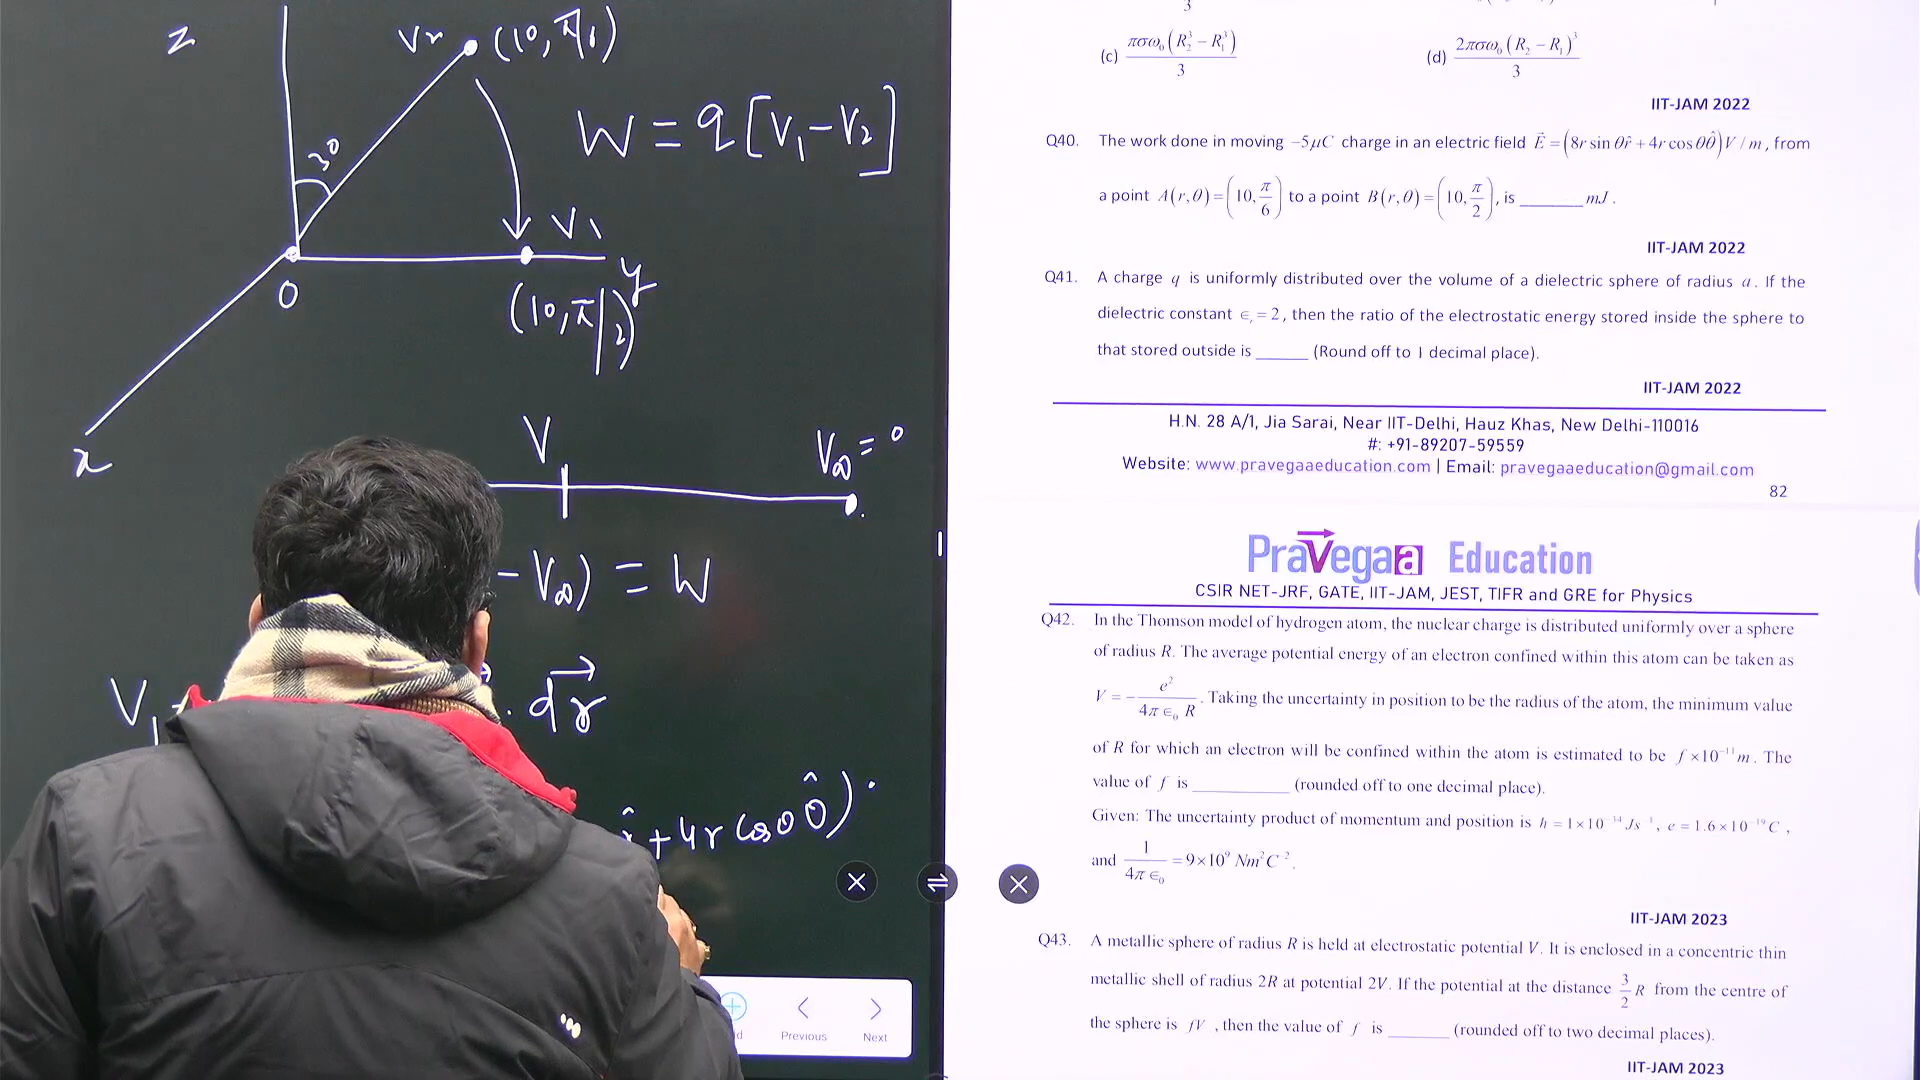 z
Vr (10, π/6)
30
W = q [V₁ - V₂]
V₁
y
0
(10, π/2)
x
V
V∞ = 0
- V∞) = W
V₁
. dr⃗
r̂ + 4r cosθ θ̂) .
Previous
Next
3
(c) πσω₀(R₂³ − R₁³) / 3
(d) 2πσω₀(R₂ − R₁)³ / 3
IIT-JAM 2022
Q40. The work done in moving −5μC charge in an electric field E⃗ = (8r sin θr̂ + 4r cos θθ̂) V / m, from
a point A(r,θ) = (10, π/6) to a point B(r,θ) = (10, π/2), is ______ mJ.
IIT-JAM 2022
Q41. A charge q is uniformly distributed over the volume of a dielectric sphere of radius a. If the
dielectric constant ∈ᵣ = 2, then the ratio of the electrostatic energy stored inside the sphere to
that stored outside is ______ (Round off to 1 decimal place).
IIT-JAM 2022
H.N. 28 A/1, Jia Sarai, Near IIT-Delhi, Hauz Khas, New Delhi-110016
#: +91-89207-59559
Website: www.pravegaaeducation.com | Email: pravegaaeducation@gmail.com
82
Pravegaa Education
CSIR NET-JRF, GATE, IIT-JAM, JEST, TIFR and GRE for Physics
Q42. In the Thomson model of hydrogen atom, the nuclear charge is distributed uniformly over a sphere
of radius R. The average potential energy of an electron confined within this atom can be taken as
V = − e² / 4π∈₀ R . Taking the uncertainty in position to be the radius of the atom, the minimum value
of R for which an electron will be confined within the atom is estimated to be f × 10⁻¹¹ m. The
value of f is __________ (rounded off to one decimal place).
Given: The uncertainty product of momentum and position is ℏ = 1 × 10⁻³⁴ Js⁻¹, e = 1.6 × 10⁻¹⁹ C,
and 1 / 4π∈₀ = 9 × 10⁹ Nm²C⁻².
IIT-JAM 2023
Q43. A metallic sphere of radius R is held at electrostatic potential V. It is enclosed in a concentric thin
metallic shell of radius 2R at potential 2V. If the potential at the distance 3/2 R from the centre of
the sphere is fV, then the value of f is ______ (rounded off to two decimal places).
IIT-JAM 2023